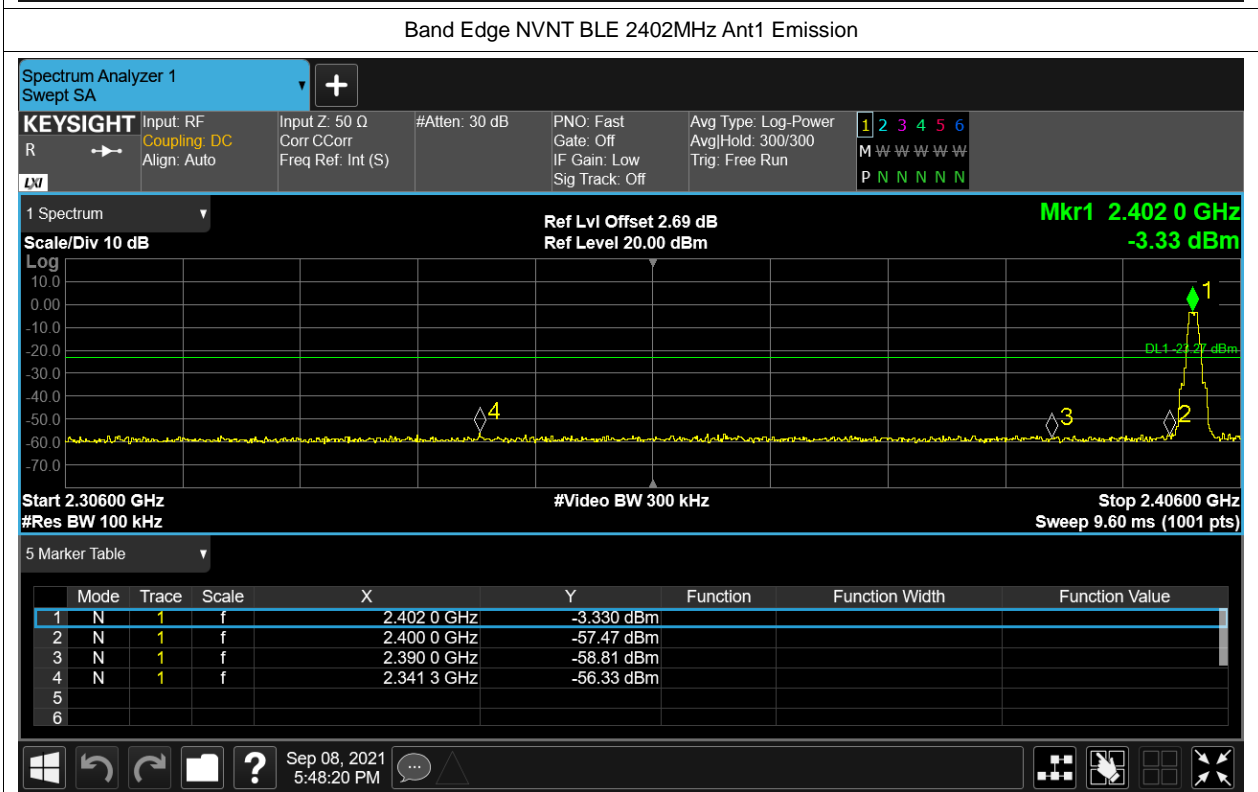 Band Edge NVNT BLE 2402MHz Ant1 Emission
Spectrum Analyzer 1
Swept SA
+
KEYSIGHT Input: RF Input Z: 50 Ω #Atten: 30 dB PNO: Fast Avg Type: Log-Power 1 2 3 4 5 6
R Coupling: DC Corr CCorr Gate: Off Avg|Hold: 300/300 M W W W W W
Align: Auto Freq Ref: Int (S) IF Gain: Low Trig: Free Run
LXI Sig Track: Off P N N N N N
1 Spectrum Ref Lvl Offset 2.69 dB Mkr1 2.402 0 GHz
Scale/Div 10 dB Ref Level 20.00 dBm -3.33 dBm
Log
10.0
0.00
-10.0
-20.0
-30.0
-40.0
-50.0
-60.0
-70.0
1
DL1 -23.27 dBm
4
3
2
Start 2.30600 GHz #Video BW 300 kHz Stop 2.40600 GHz
#Res BW 100 kHz Sweep 9.60 ms (1001 pts)
5 Marker Table
Mode Trace Scale X Y Function Function Width Function Value
1 N 1 f 2.402 0 GHz -3.330 dBm
2 N 1 f 2.400 0 GHz -57.47 dBm
3 N 1 f 2.390 0 GHz -58.81 dBm
4 N 1 f 2.341 3 GHz -56.33 dBm
5
6
? Sep 08, 2021
5:48:20 PM